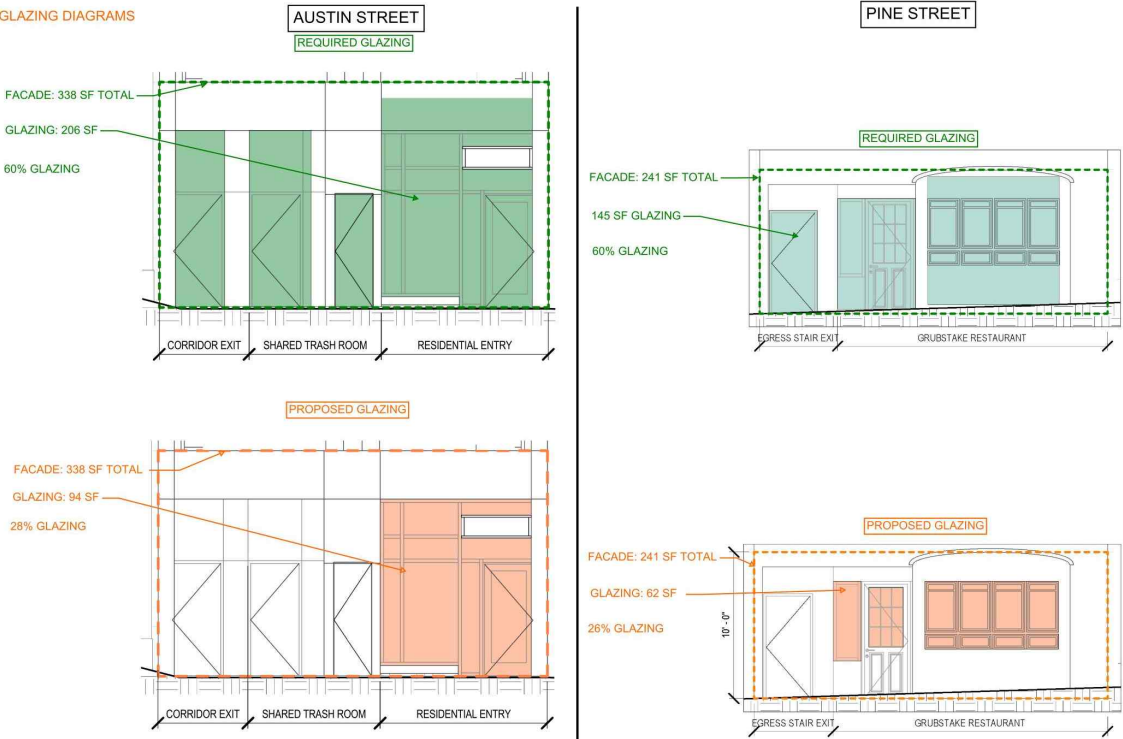 GLAZING DIAGRAMS
AUSTIN STREET
REQUIRED GLAZING
FACADE: 338 SF TOTAL
GLAZING: 206 SF
60% GLAZING
CORRIDOR EXIT
SHARED TRASH ROOM
RESIDENTIAL ENTRY
PROPOSED GLAZING
FACADE: 338 SF TOTAL
GLAZING: 94 SF
28% GLAZING
CORRIDOR EXIT
SHARED TRASH ROOM
RESIDENTIAL ENTRY
PINE STREET
REQUIRED GLAZING
FACADE: 241 SF TOTAL
145 SF GLAZING
60% GLAZING
EGRESS STAIR EXIT
GRUBSTAKE RESTAURANT
PROPOSED GLAZING
FACADE: 241 SF TOTAL
GLAZING: 62 SF
26% GLAZING
10' - 0"
EGRESS STAIR EXIT
GRUBSTAKE RESTAURANT